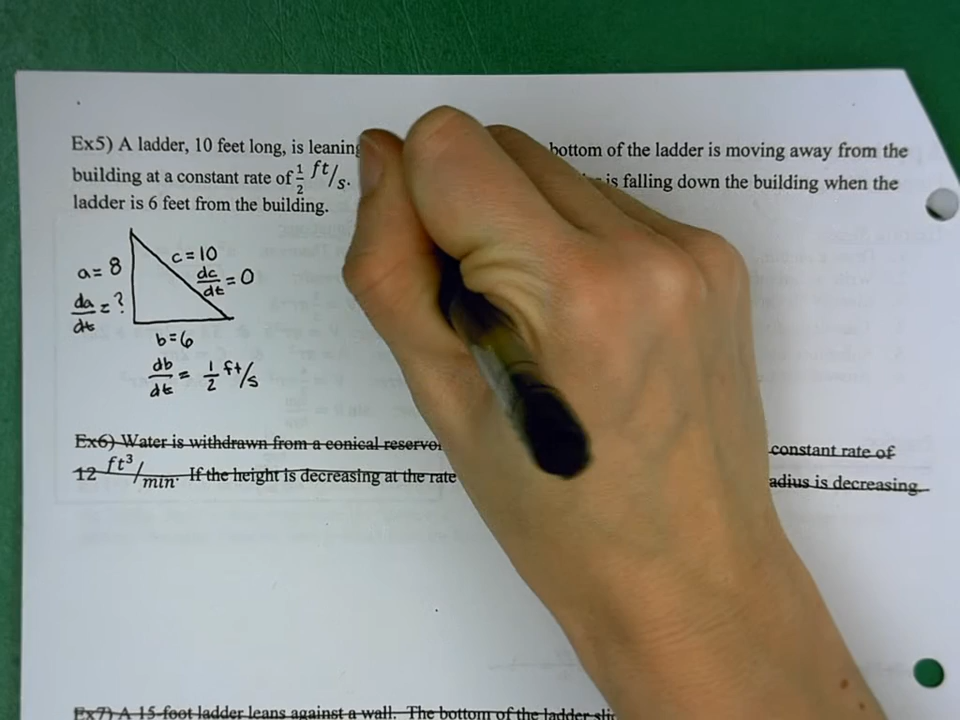 Ex5) A ladder, 10 feet long, is leaning bottom of the ladder is moving away from the
building at a constant rate of 1/2 ft/s. is falling down the building when the
ladder is 6 feet from the building.
a = 8
c = 10
dc/dt = 0
da/dt = ?
b = 6
db/dt = 1/2 ft/s
Ex6) Water is withdrawn from a conical constant rate of
12 ft³/min. If the height is decreasing at the rate adius is decreasing.
Ex7) A 15-foot ladder leans against a wall. The bottom of the ladder